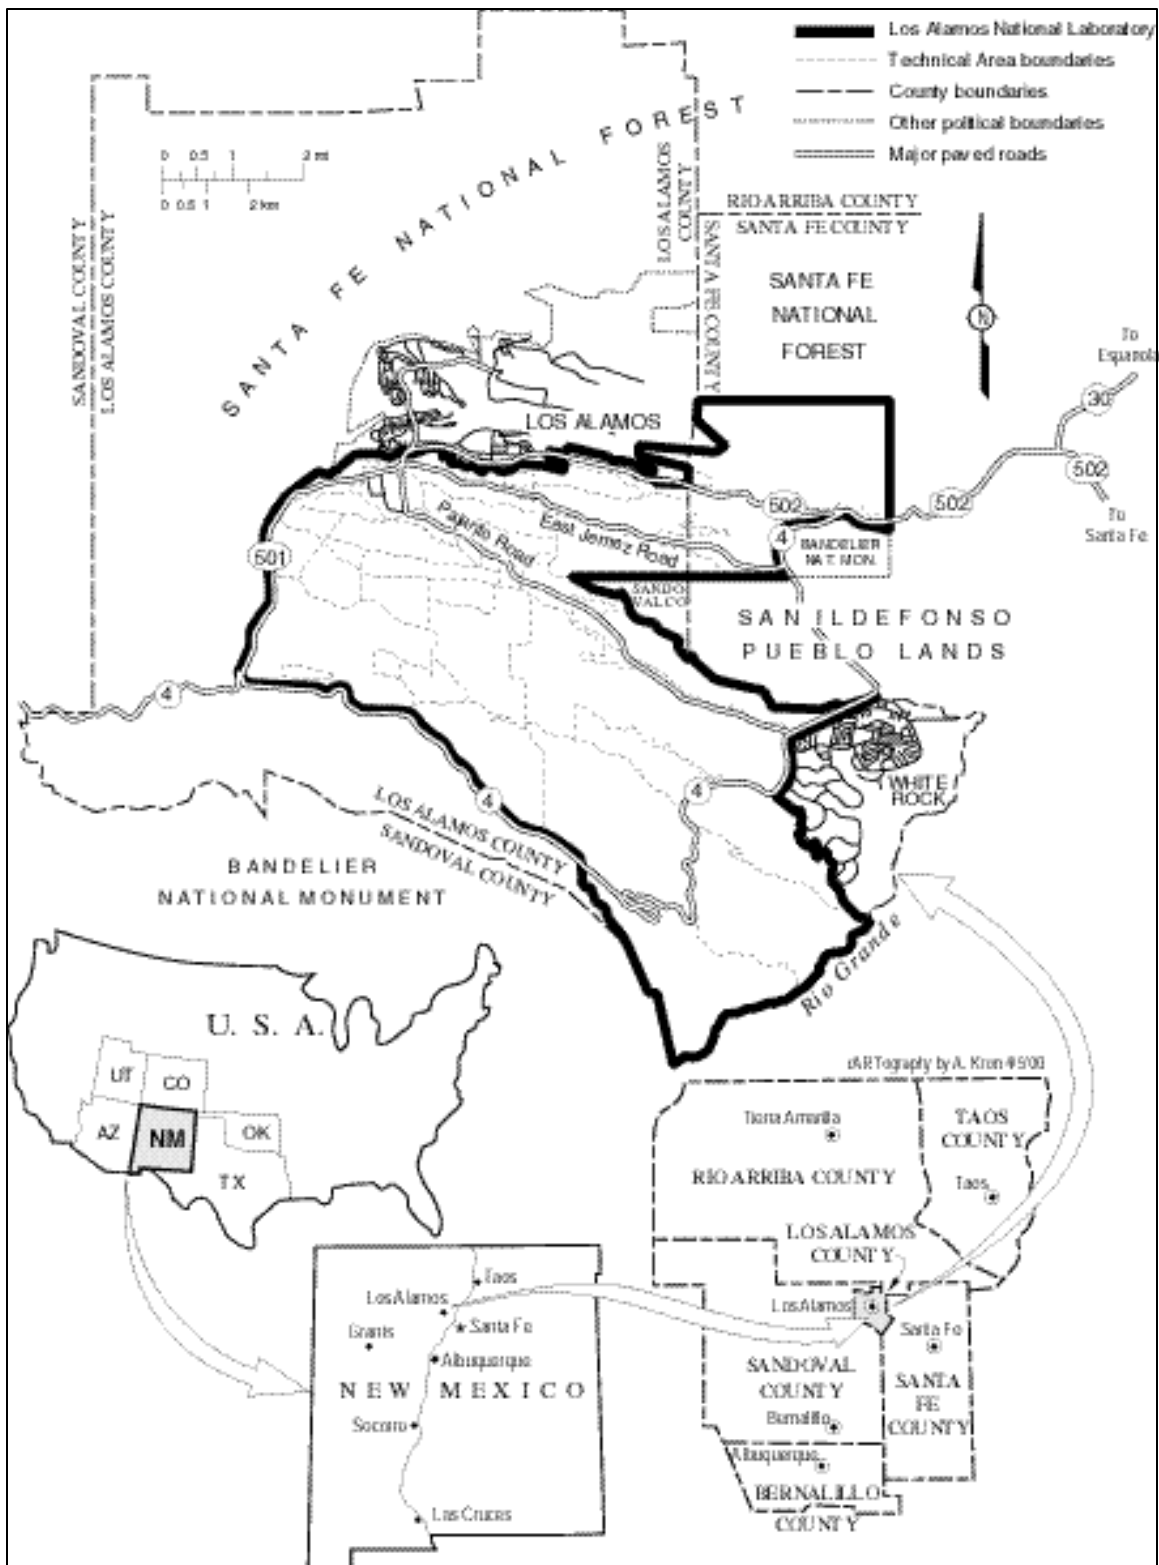 Los Alamos National Laboratory
Technical Area boundaries
County boundaries
Other political boundaries
Major paved roads
0 0.5 1 2 mi
0 0.5 1 2 km
SANTA FE NATIONAL FOREST
SANDOVAL COUNTY
LOS ALAMOS COUNTY
LOS ALAMOS
COUNTY
SANTA FE COUNTY
RIO ARRIBA COUNTY
SANTA FE COUNTY
SANTA FE
NATIONAL
FOREST
N
To
Espanola
30
502
502
502
To
Santa Fe
LOS ALAMOS
4
BANDELIER
NAT. MON.
501
Pajarito Road
East Jemez Road
SANDO
VAL CO
SAN ILDEFONSO
PUEBLO LANDS
4
4
4
WHITE
ROCK
LOS ALAMOS COUNTY
SANDOVAL COUNTY
BANDELIER
NATIONAL MONUMENT
Rio Grande
cARTography by A. Kron 4/5/00
U. S. A.
UT
CO
AZ
NM
OK
TX
Taos
Los Alamos
Santa Fe
Grants
Albuquerque
NEW MEXICO
Socorro
Las Cruces
Tierra Amarilla
TAOS
COUNTY
RIO ARRIBA COUNTY
Taos
LOS ALAMOS
COUNTY
Los Alamos
Santa Fe
SANDOVAL
COUNTY
SANTA
FE
COUNTY
Bernalillo
Albuquerque
BERNALILLO
COUNTY